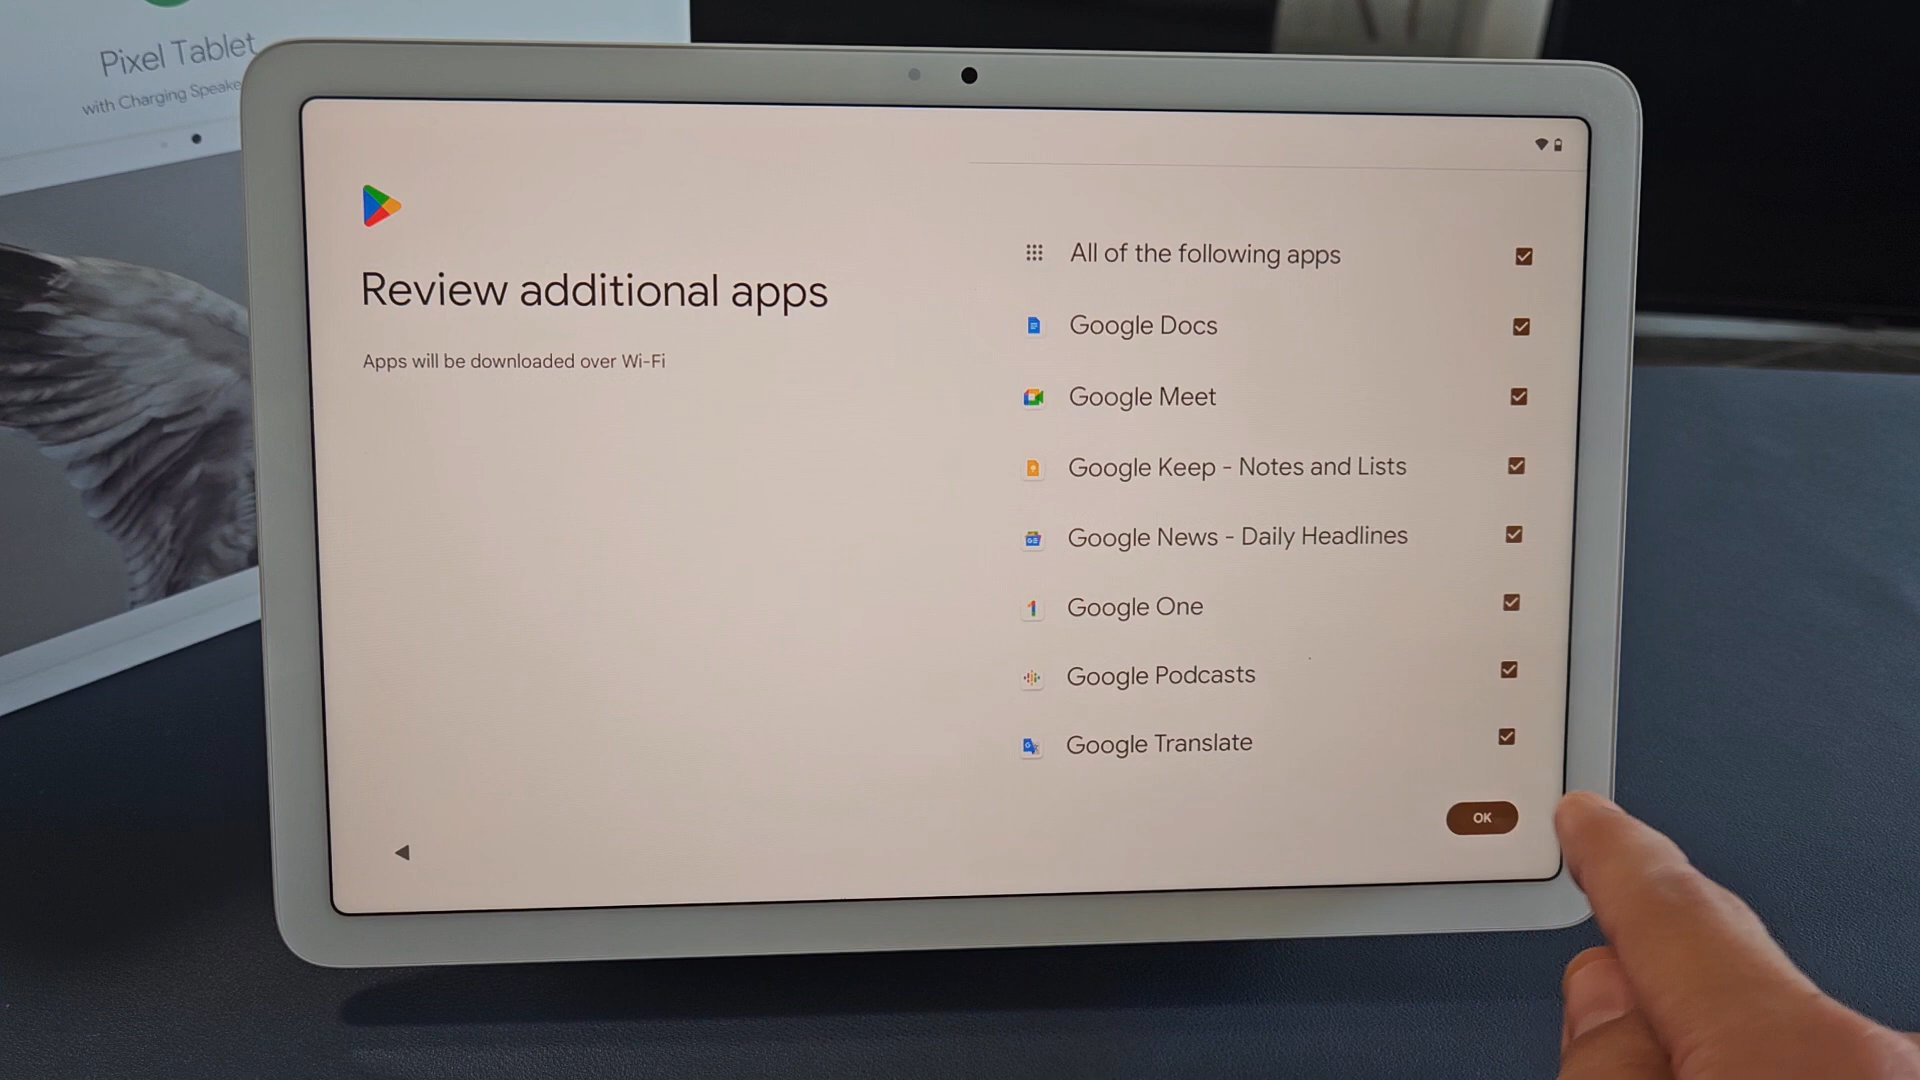 Pixel Tablet
with Charging Speake
Review additional apps
Apps will be downloaded over Wi-Fi
All of the following apps
Google Docs
Google Meet
Google Keep - Notes and Lists
Google News - Daily Headlines
Google One
Google Podcasts
Google Translate
OK